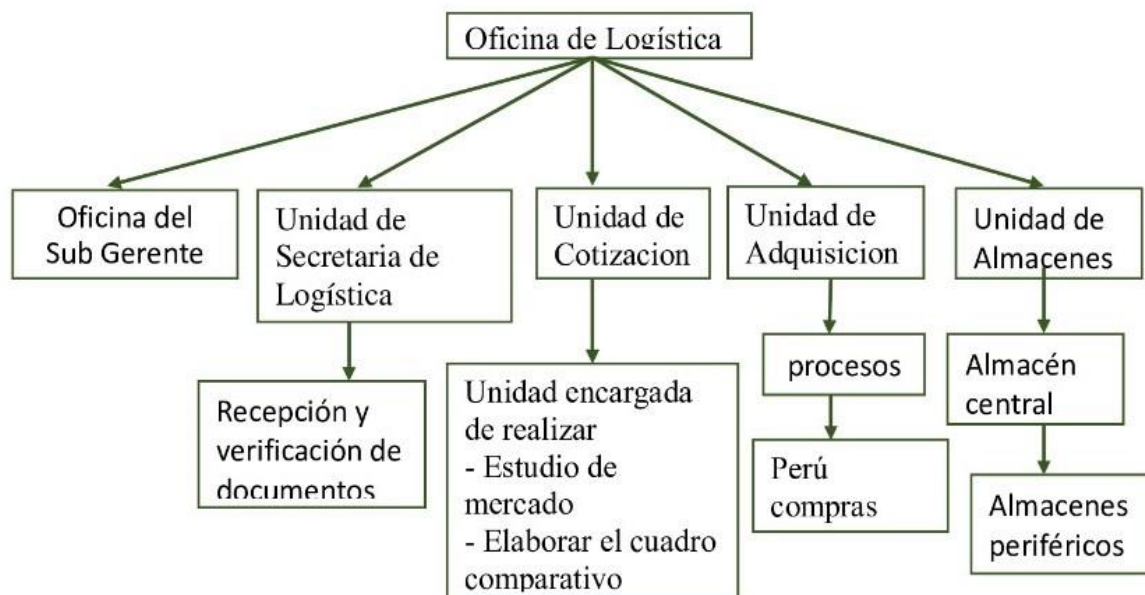 Oficina de Logística
Oficina del
Sub Gerente
Unidad de
Secretaria de
Logística
Unidad de
Cotizacion
Unidad de
Adquisicion
Unidad de
Almacenes
Recepción y
verificación de
documentos
Unidad encargada
de realizar
- Estudio de
mercado
- Elaborar el cuadro
comparativo
procesos
Perú
compras
Almacén
central
Almacenes
periféricos